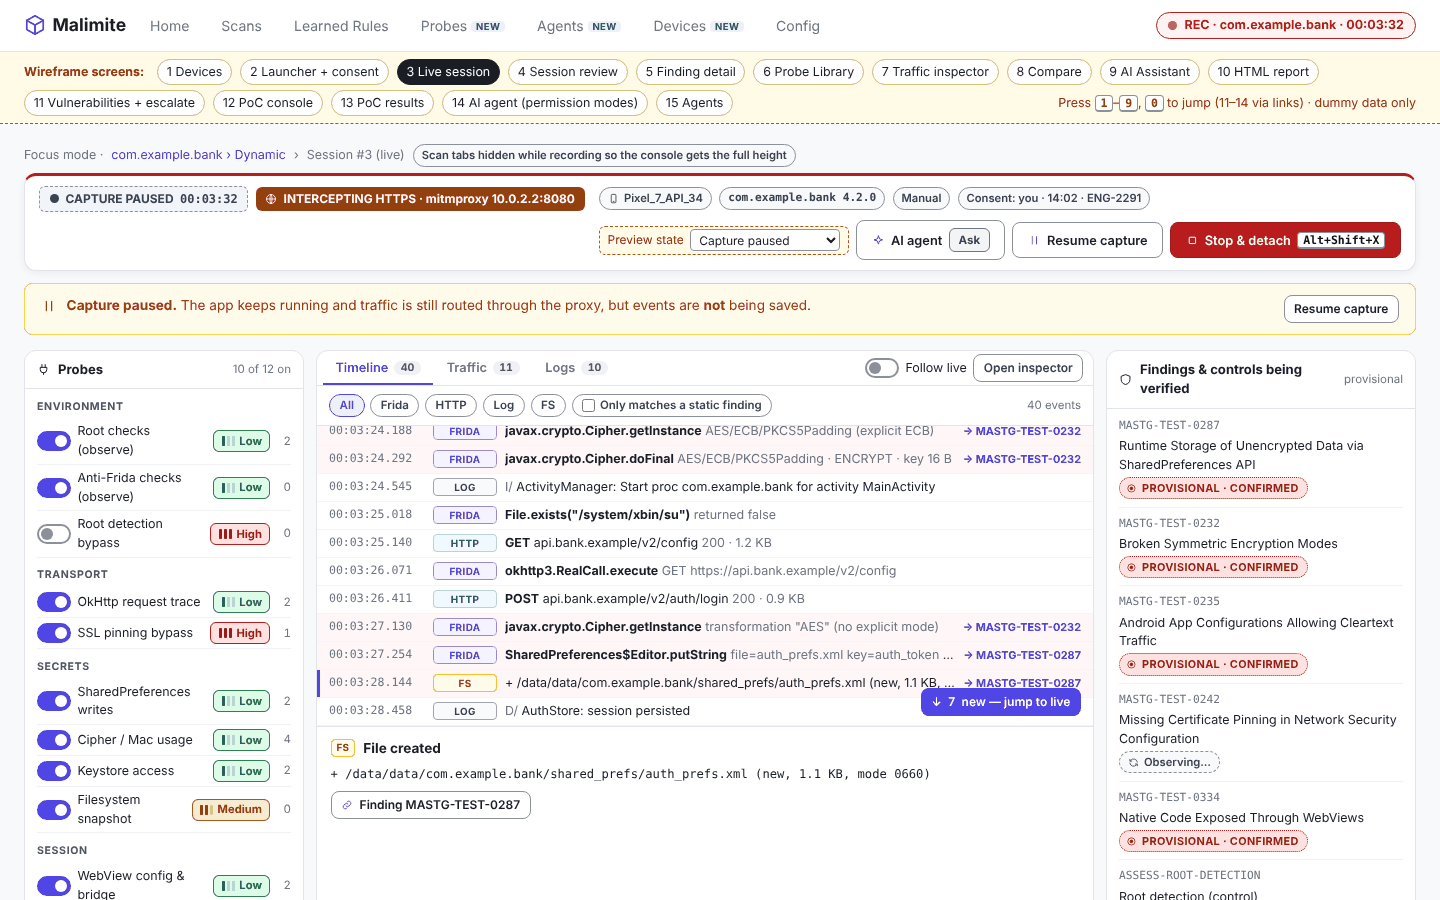 Malimite
Home
Scans
Learned Rules
Probes NEW
Agents NEW
Devices NEW
Config
REC · com.example.bank · 00:03:32
Wireframe screens:
1 Devices
2 Launcher + consent
3 Live session
4 Session review
5 Finding detail
6 Probe Library
7 Traffic inspector
8 Compare
9 AI Assistant
10 HTML report
11 Vulnerabilities + escalate
12 PoC console
13 PoC results
14 AI agent (permission modes)
15 Agents
Press 1–9, 0 to jump (11–14 via links) · dummy data only
Focus mode · com.example.bank › Dynamic › Session #3 (live)
Scan tabs hidden while recording so the console gets the full height
CAPTURE PAUSED 00:03:32
INTERCEPTING HTTPS · mitmproxy 10.0.2.2:8080
Pixel_7_API_34
com.example.bank 4.2.0
Manual
Consent: you · 14:02 · ENG-2291
Preview state Capture paused
AI agent Ask
Resume capture
Stop & detach Alt+Shift+X
Capture paused. The app keeps running and traffic is still routed through the proxy, but events are not being saved.
Resume capture
Probes
10 of 12 on
ENVIRONMENT
Root checks
(observe)
Low 2
Anti-Frida checks
(observe)
Low 0
Root detection
bypass
High 0
TRANSPORT
OkHttp request trace Low 2
SSL pinning bypass High 1
SECRETS
SharedPreferences
writes
Low 2
Cipher / Mac usage Low 4
Keystore access Low 2
Filesystem
snapshot
Medium 0
SESSION
WebView config &
bridge
Low 2
Timeline 40
Traffic 11
Logs 10
Follow live
Open inspector
All
Frida
HTTP
Log
FS
Only matches a static finding
40 events
00:03:24.188 FRIDA javax.crypto.Cipher.getInstance AES/ECB/PKCS5Padding (explicit ECB) → MASTG-TEST-0232
00:03:24.292 FRIDA javax.crypto.Cipher.doFinal AES/ECB/PKCS5Padding · ENCRYPT · key 16 B → MASTG-TEST-0232
00:03:24.545 LOG I/ ActivityManager: Start proc com.example.bank for activity MainActivity
00:03:25.018 FRIDA File.exists("/system/xbin/su") returned false
00:03:25.140 HTTP GET api.bank.example/v2/config 200 · 1.2 KB
00:03:26.071 FRIDA okhttp3.RealCall.execute GET https://api.bank.example/v2/config
00:03:26.411 HTTP POST api.bank.example/v2/auth/login 200 · 0.9 KB
00:03:27.130 FRIDA javax.crypto.Cipher.getInstance transformation "AES" (no explicit mode) → MASTG-TEST-0232
00:03:27.254 FRIDA SharedPreferences$Editor.putString file=auth_prefs.xml key=auth_token ... → MASTG-TEST-0287
00:03:28.144 FS + /data/data/com.example.bank/shared_prefs/auth_prefs.xml (new, 1.1 KB, ... → MASTG-TEST-0287
00:03:28.458 LOG D/ AuthStore: session persisted
↓ 7 new — jump to live
FS File created
+ /data/data/com.example.bank/shared_prefs/auth_prefs.xml (new, 1.1 KB, mode 0660)
Finding MASTG-TEST-0287
Findings & controls being
verified
provisional
MASTG-TEST-0287
Runtime Storage of Unencrypted Data via
SharedPreferences API
PROVISIONAL · CONFIRMED
MASTG-TEST-0232
Broken Symmetric Encryption Modes
PROVISIONAL · CONFIRMED
MASTG-TEST-0235
Android App Configurations Allowing Cleartext
Traffic
PROVISIONAL · CONFIRMED
MASTG-TEST-0242
Missing Certificate Pinning in Network Security
Configuration
Observing...
MASTG-TEST-0334
Native Code Exposed Through WebViews
PROVISIONAL · CONFIRMED
ASSESS-ROOT-DETECTION
Root detection (control)